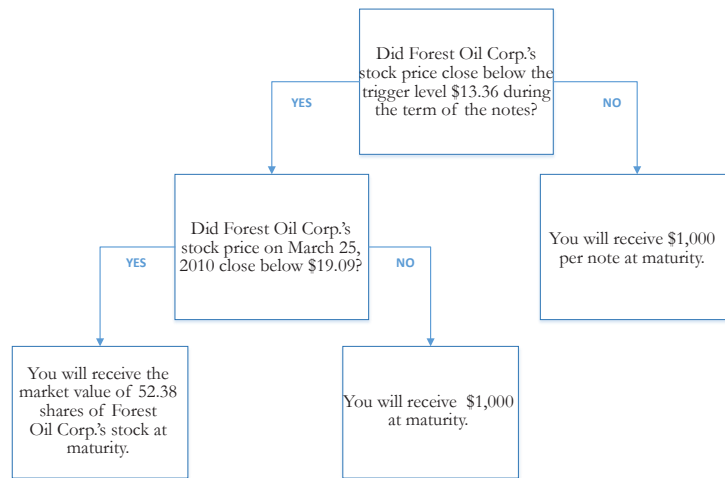 Did Forest Oil Corp.'s
stock price close below the
trigger level $13.36 during
the term of the notes?
YES
NO
Did Forest Oil Corp.'s
stock price on March 25,
2010 close below $19.09?
You will receive $1,000
per note at maturity.
YES
NO
You will receive the
market value of 52.38
shares of Forest
Oil Corp.'s stock at
maturity.
You will receive $1,000
at maturity.